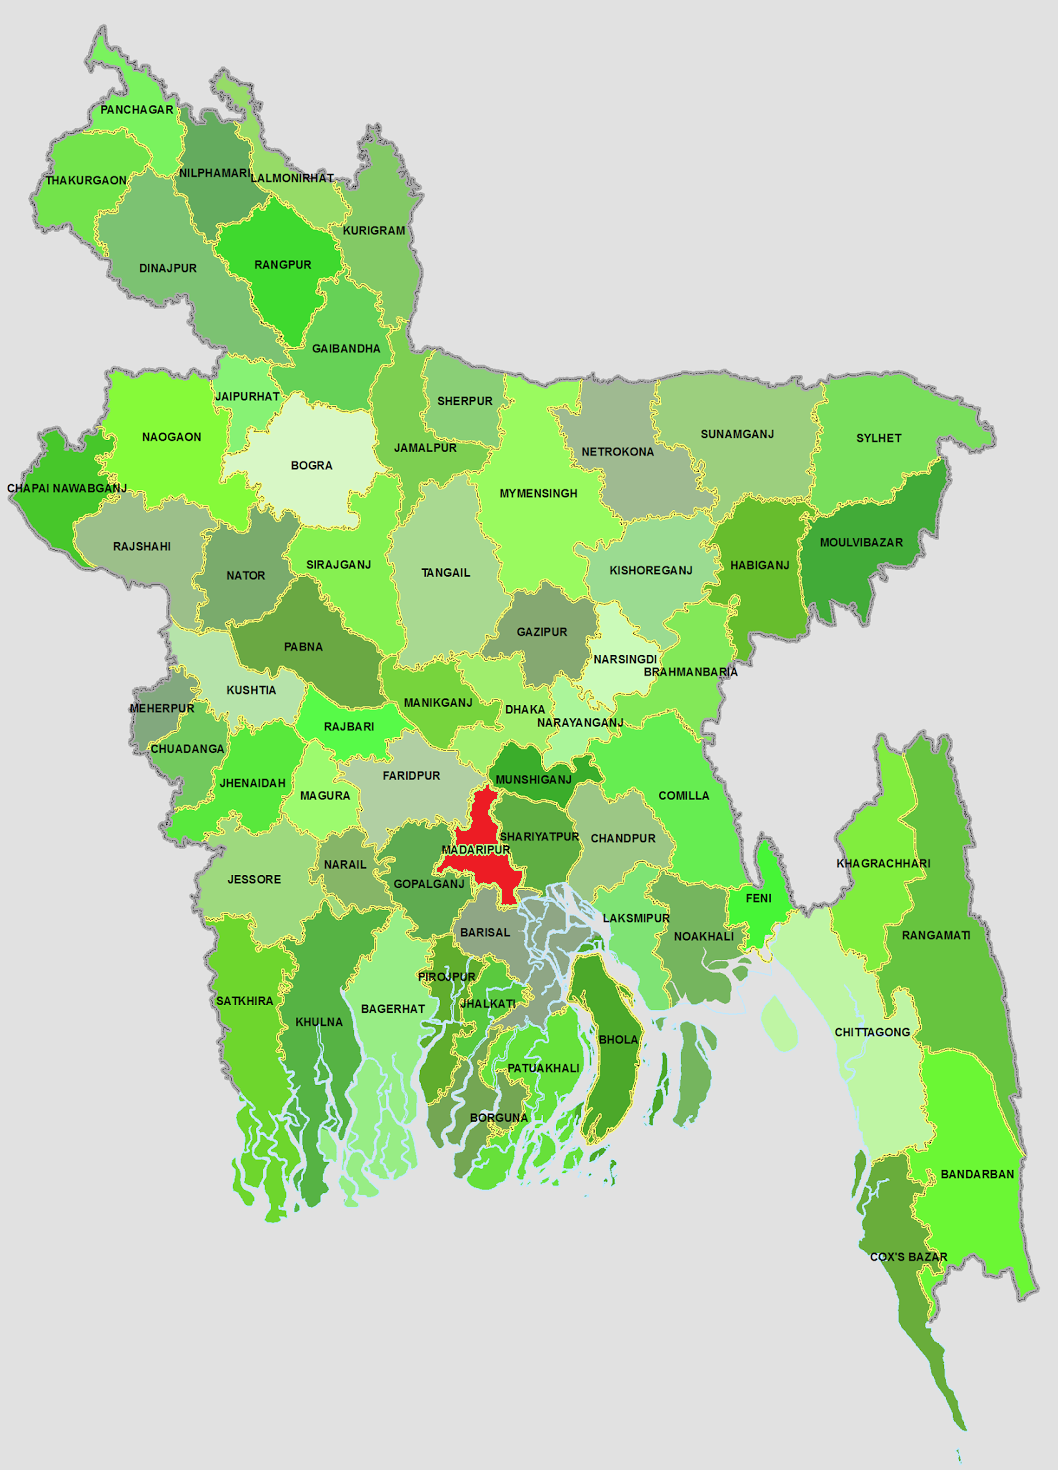 PANCHAGAR
THAKURGAON
NILPHAMARI
LALMONIRHAT
KURIGRAM
DINAJPUR
RANGPUR
GAIBANDHA
JAIPURHAT
SHERPUR
NAOGAON
JAMALPUR
BOGRA
NETROKONA
SUNAMGANJ
SYLHET
CHAPAI NAWABGANJ
MYMENSINGH
RAJSHAHI
NATOR
SIRAJGANJ
TANGAIL
KISHOREGANJ
HABIGANJ
MOULVIBAZAR
PABNA
GAZIPUR
NARSINGDI
BRAHMANBARIA
KUSHTIA
MEHERPUR
RAJBARI
MANIKGANJ
DHAKA
NARAYANGANJ
CHUADANGA
JHENAIDAH
MAGURA
FARIDPUR
MUNSHIGANJ
COMILLA
SHARIYATPUR
CHANDPUR
MADARIPUR
JESSORE
NARAIL
GOPALGANJ
KHAGRACHHARI
FENI
LAKSMIPUR
NOAKHALI
RANGAMATI
BARISAL
PIROJPUR
JHALKATI
SATKHIRA
KHULNA
BAGERHAT
CHITTAGONG
BHOLA
PATUAKHALI
BORGUNA
BANDARBAN
COX'S BAZAR